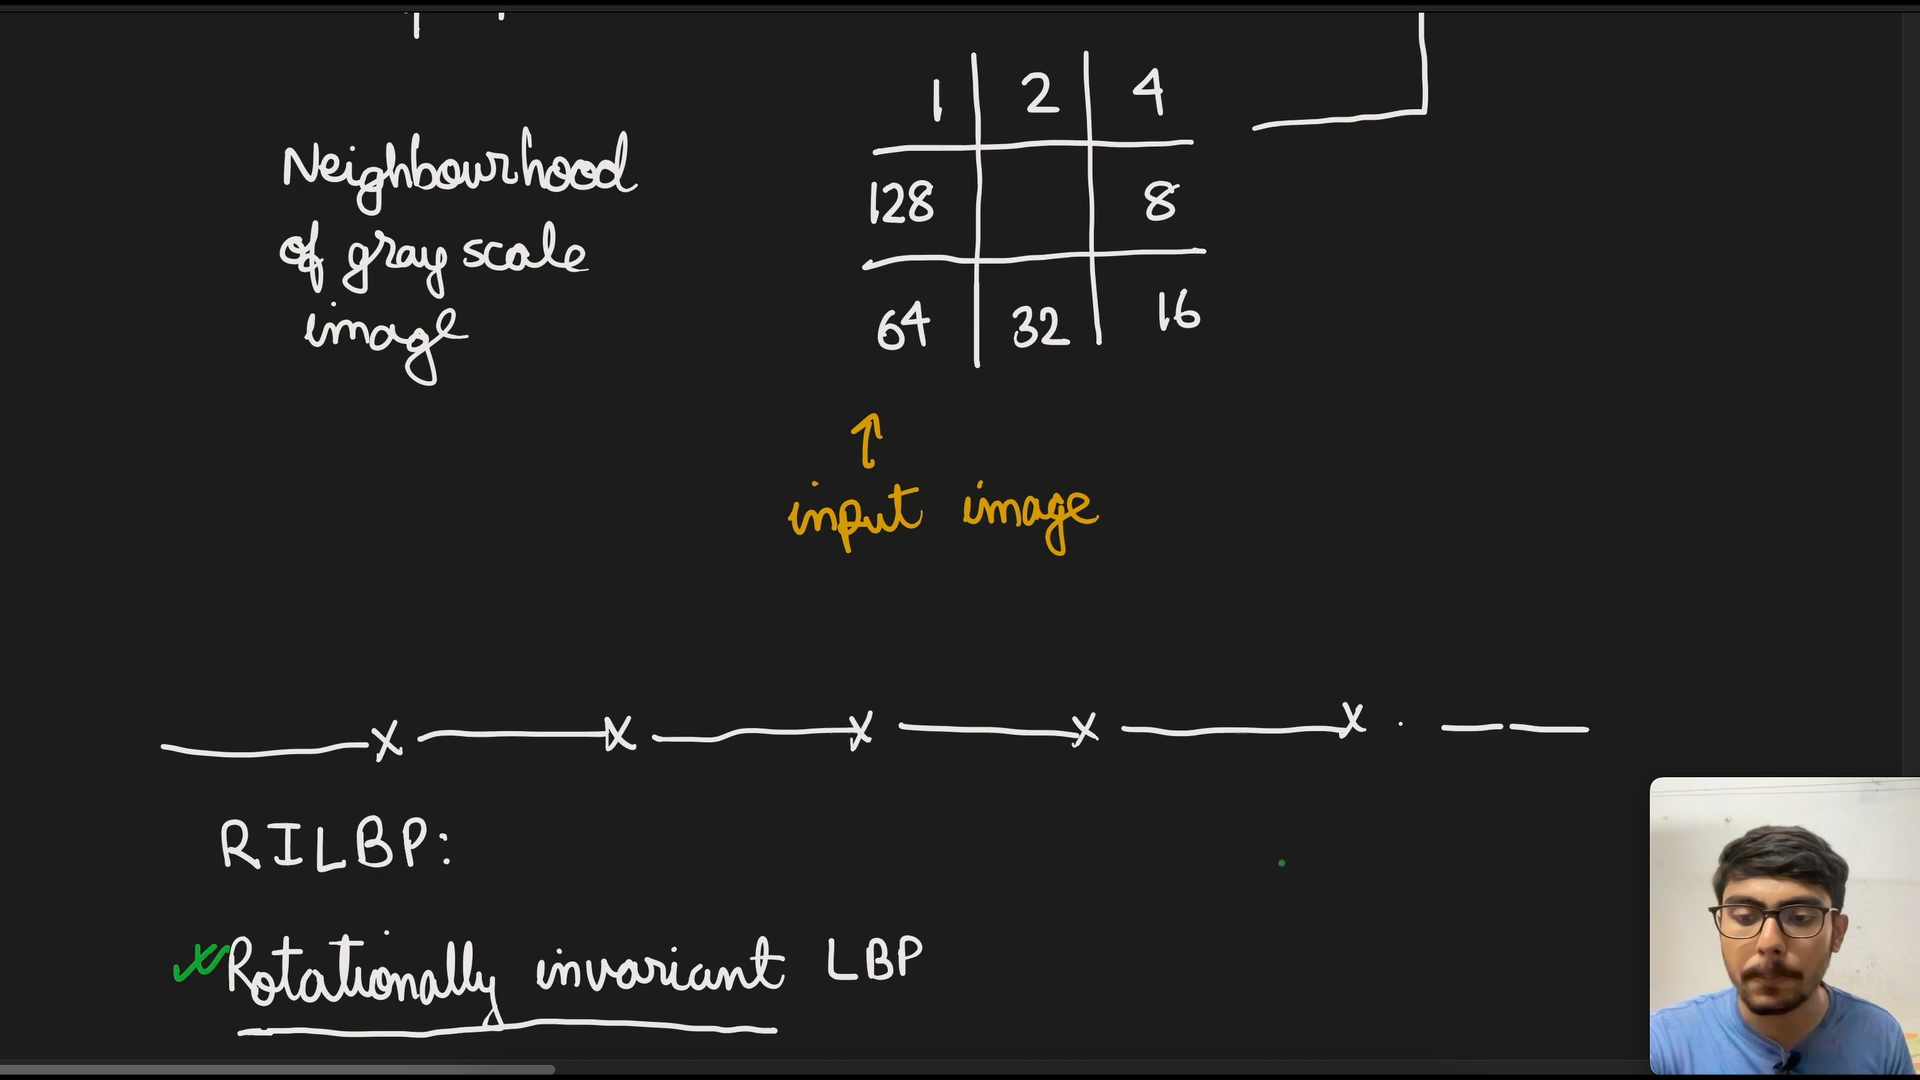 1 2 4
Neighbourhood
128 8
of gray scale
64 32 16
image
↑
input image
x x x x x
RILBP:
Rotationally invariant LBP